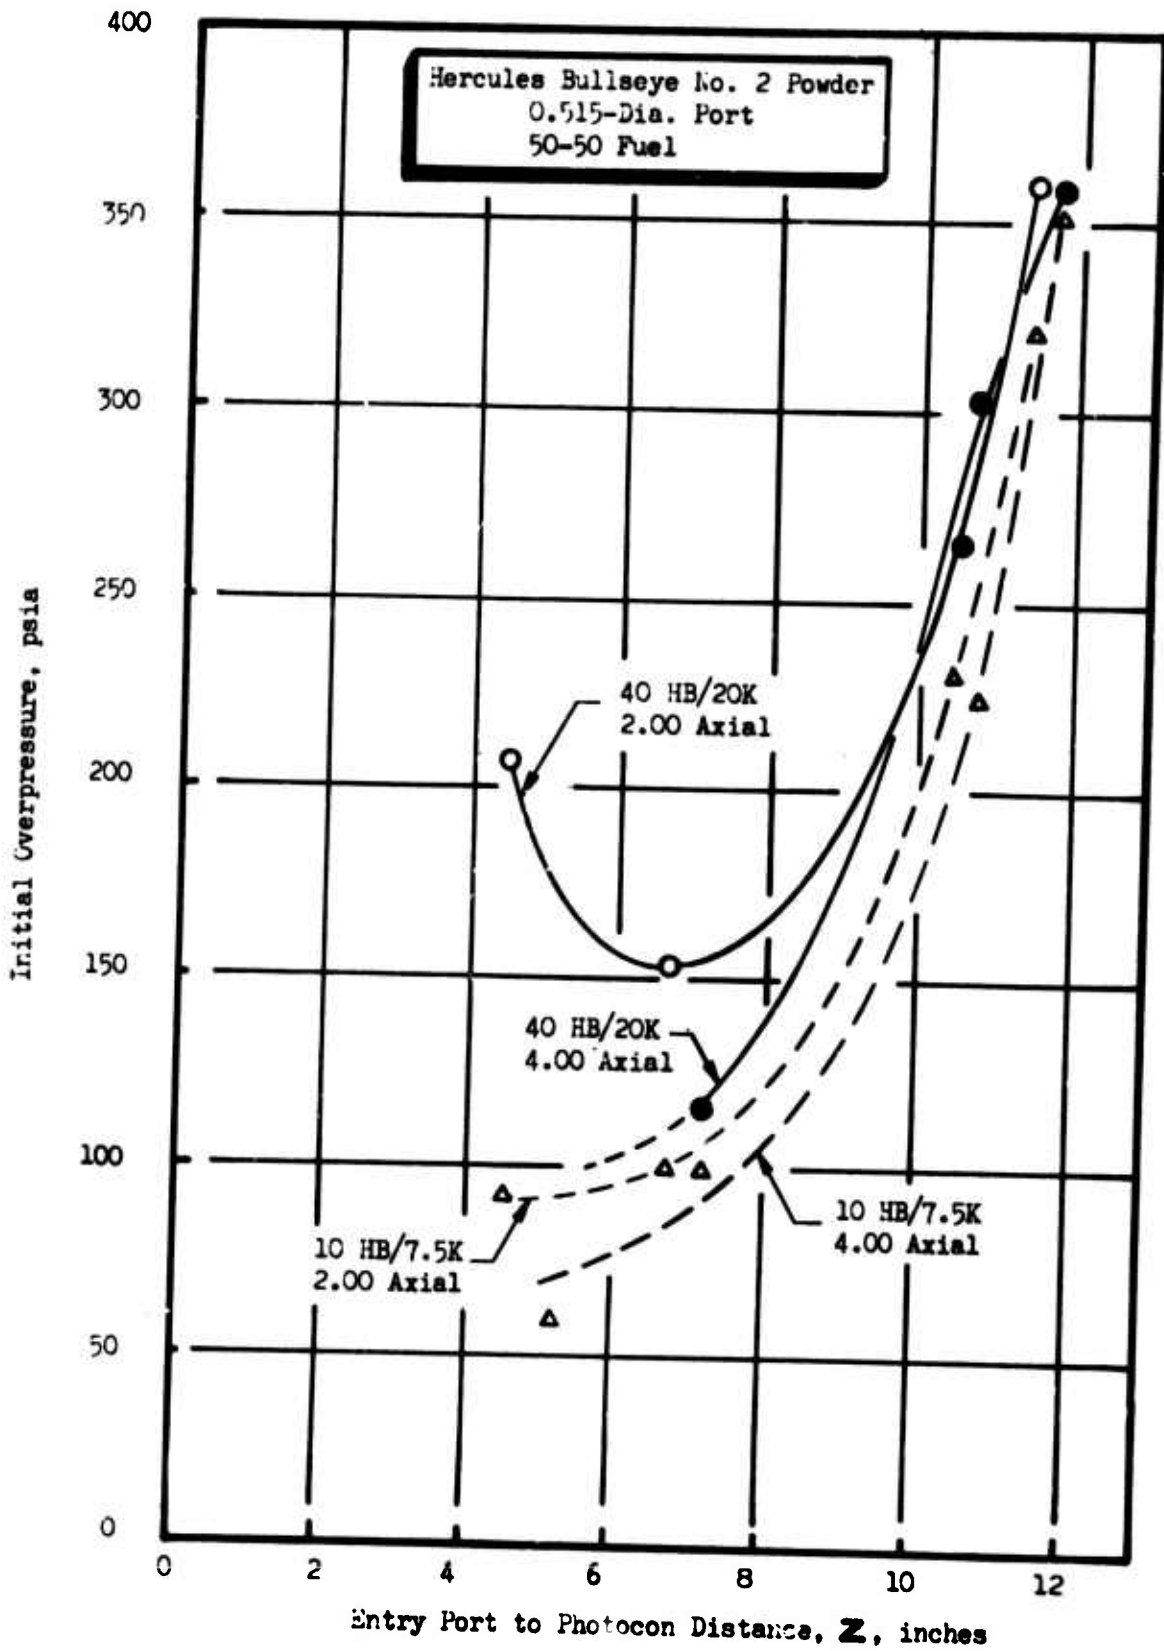 400
Hercules Bullseye No. 2 Powder
0.515-Dia. Port
50-50 Fuel
350
300
250
Initial Overpressure, psia
40 HB/20K
2.00 Axial
200
150
40 HB/20K
4.00 Axial
100
10 HB/7.5K
4.00 Axial
10 HB/7.5K
2.00 Axial
50
0
0 2 4 6 8 10 12
Entry Port to Photocon Distance, Z, inches